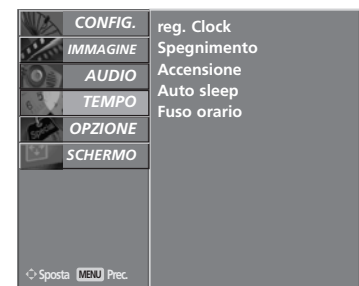 CONFIG.
IMMAGINE
AUDIO
TEMPO
OPZIONE
SCHERMO
reg. Clock
Spegnimento
Accensione
Auto sleep
Fuso orario
Sposta MENU Prec.